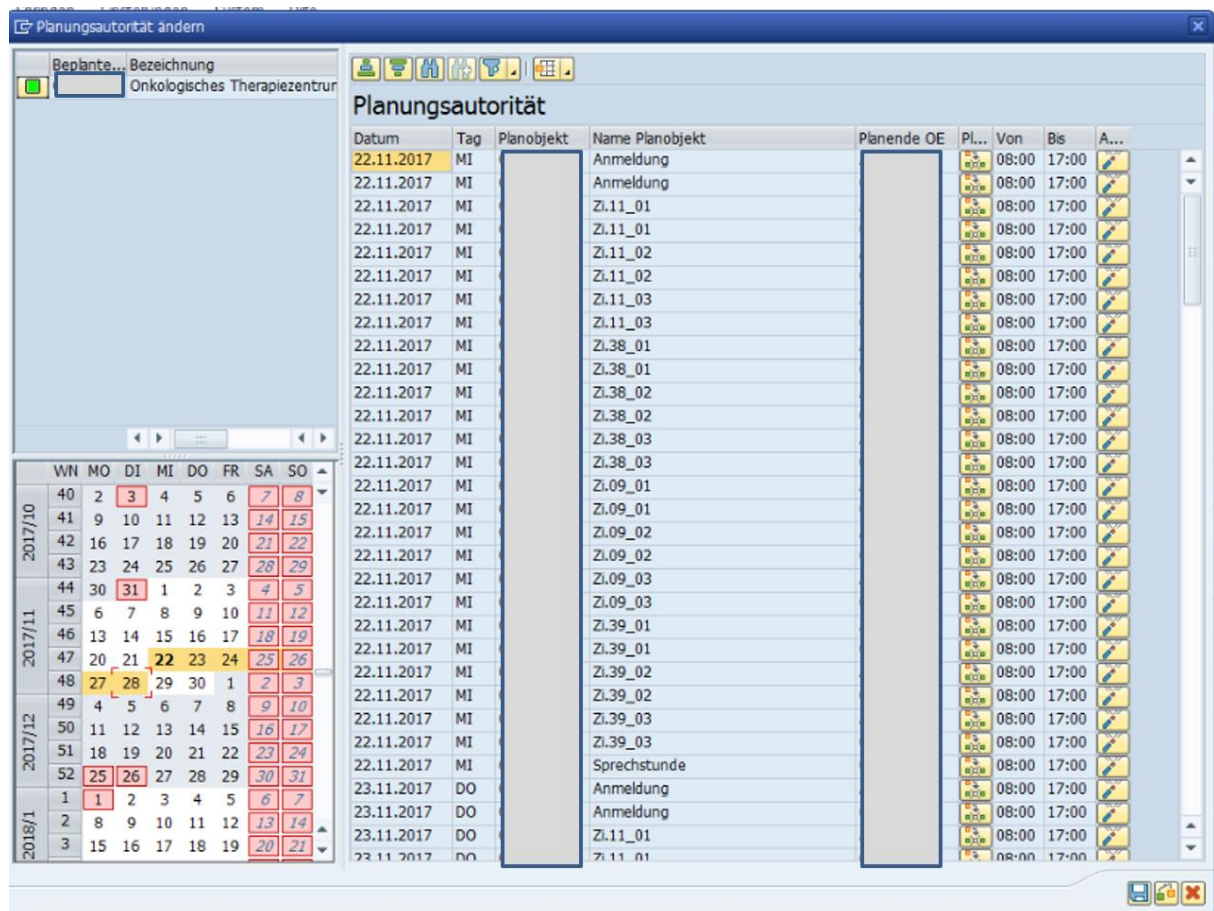 Planungsautorität ändern
Beplante... Bezeichnung
Onkologisches Therapiezentrur
Planungsautorität
Datum Tag Planobjekt Name Planobjekt Planende OE Pl... Von Bis A...
22.11.2017 MI Anmeldung 08:00 17:00
22.11.2017 MI Anmeldung 08:00 17:00
22.11.2017 MI Zi.11_01 08:00 17:00
22.11.2017 MI Zi.11_01 08:00 17:00
22.11.2017 MI Zi.11_02 08:00 17:00
22.11.2017 MI Zi.11_02 08:00 17:00
22.11.2017 MI Zi.11_03 08:00 17:00
22.11.2017 MI Zi.11_03 08:00 17:00
22.11.2017 MI Zi.38_01 08:00 17:00
22.11.2017 MI Zi.38_01 08:00 17:00
22.11.2017 MI Zi.38_02 08:00 17:00
22.11.2017 MI Zi.38_02 08:00 17:00
22.11.2017 MI Zi.38_03 08:00 17:00
22.11.2017 MI Zi.38_03 08:00 17:00
22.11.2017 MI Zi.09_01 08:00 17:00
22.11.2017 MI Zi.09_01 08:00 17:00
22.11.2017 MI Zi.09_02 08:00 17:00
22.11.2017 MI Zi.09_02 08:00 17:00
22.11.2017 MI Zi.09_03 08:00 17:00
22.11.2017 MI Zi.09_03 08:00 17:00
22.11.2017 MI Zi.39_01 08:00 17:00
22.11.2017 MI Zi.39_01 08:00 17:00
22.11.2017 MI Zi.39_02 08:00 17:00
22.11.2017 MI Zi.39_02 08:00 17:00
22.11.2017 MI Zi.39_03 08:00 17:00
22.11.2017 MI Zi.39_03 08:00 17:00
22.11.2017 MI Sprechstunde 08:00 17:00
23.11.2017 DO Anmeldung 08:00 17:00
23.11.2017 DO Anmeldung 08:00 17:00
23.11.2017 DO Zi.11_01 08:00 17:00
23.11.2017 DO Zi.11_01 08:00 17:00
WN MO DI MI DO FR SA SO
2017/10
40 2 3 4 5 6 7 8
41 9 10 11 12 13 14 15
42 16 17 18 19 20 21 22
43 23 24 25 26 27 28 29
2017/11
44 30 31 1 2 3 4 5
45 6 7 8 9 10 11 12
46 13 14 15 16 17 18 19
47 20 21 22 23 24 25 26
48 27 28 29 30 1 2 3
2017/12
49 4 5 6 7 8 9 10
50 11 12 13 14 15 16 17
51 18 19 20 21 22 23 24
52 25 26 27 28 29 30 31
2018/1
1 1 2 3 4 5 6 7
2 8 9 10 11 12 13 14
3 15 16 17 18 19 20 21